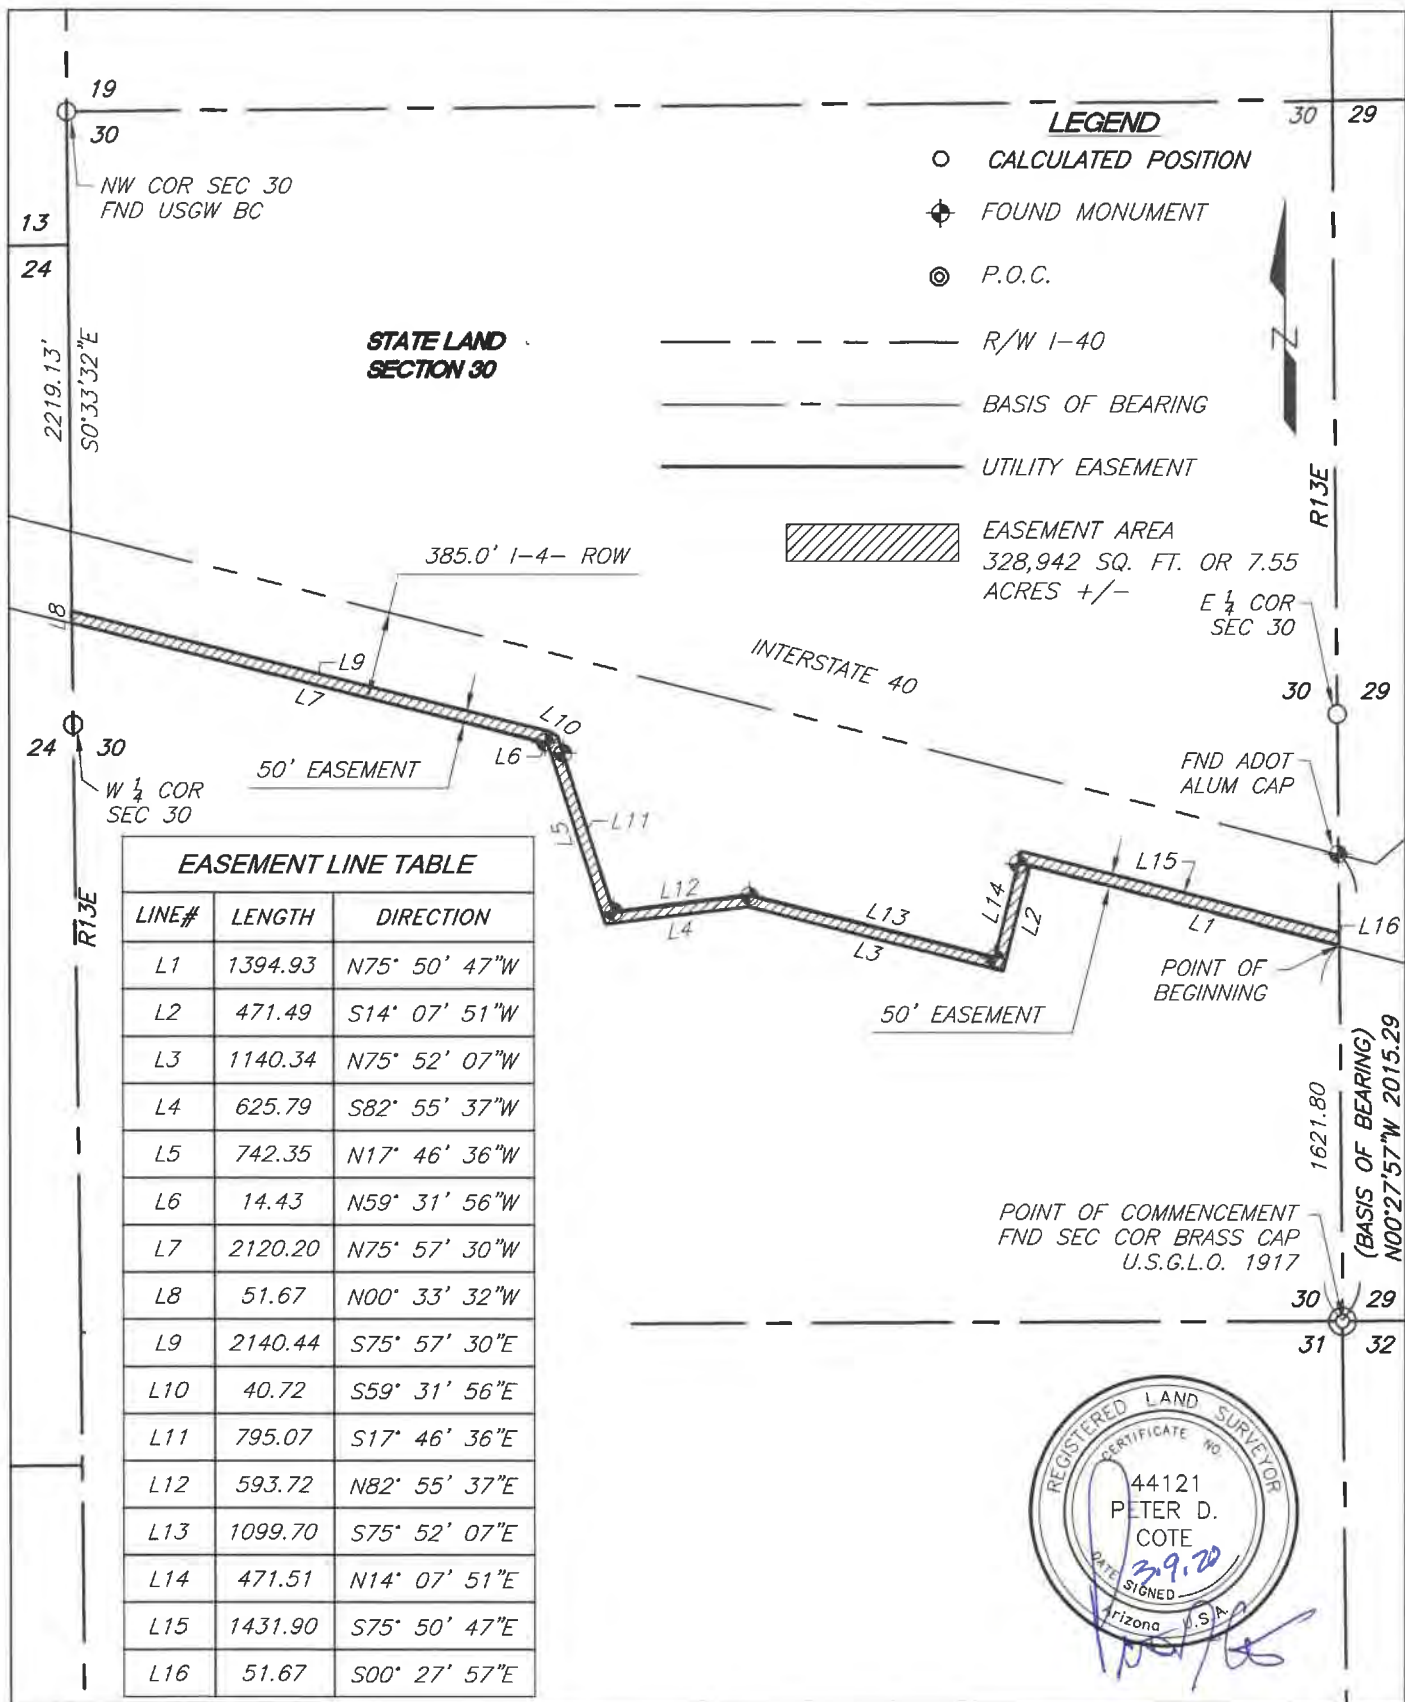 19
30
NW COR SEC 30
FND USGW BC
13
24
2219.13'
S0°33'32"E
STATE LAND
SECTION 30
LEGEND
CALCULATED POSITION
FOUND MONUMENT
P.O.C.
R/W I-40
BASIS OF BEARING
UTILITY EASEMENT
EASEMENT AREA
328,942 SQ. FT. OR 7.55
ACRES +/-
30 29
N
R13E
E 1/4 COR
SEC 30
30 29
385.0' I-4- ROW
INTERSTATE 40
L8
L9
L7
L10
L6
50' EASEMENT
24 30
W 1/4 COR
SEC 30
R13E
L5
L11
L12
L4
L13
L3
L14
L2
L15
L1
L16
FND ADOT
ALUM CAP
POINT OF
BEGINNING
50' EASEMENT
1621.80
(BASIS OF BEARING)
N00°27'57"W 2015.29
POINT OF COMMENCEMENT
FND SEC COR BRASS CAP
U.S.G.L.O. 1917
30 29
31 32
EASEMENT LINE TABLE
LINE# LENGTH DIRECTION
L1 1394.93 N75° 50' 47"W
L2 471.49 S14° 07' 51"W
L3 1140.34 N75° 52' 07"W
L4 625.79 S82° 55' 37"W
L5 742.35 N17° 46' 36"W
L6 14.43 N59° 31' 56"W
L7 2120.20 N75° 57' 30"W
L8 51.67 N00° 33' 32"W
L9 2140.44 S75° 57' 30"E
L10 40.72 S59° 31' 56"E
L11 795.07 S17° 46' 36"E
L12 593.72 N82° 55' 37"E
L13 1099.70 S75° 52' 07"E
L14 471.51 N14° 07' 51"E
L15 1431.90 S75° 50' 47"E
L16 51.67 S00° 27' 57"E
REGISTERED LAND SURVEYOR
CERTIFICATE NO.
44121
PETER D.
COTE
3.9.20
DATE SIGNED
Arizona U.S.A.